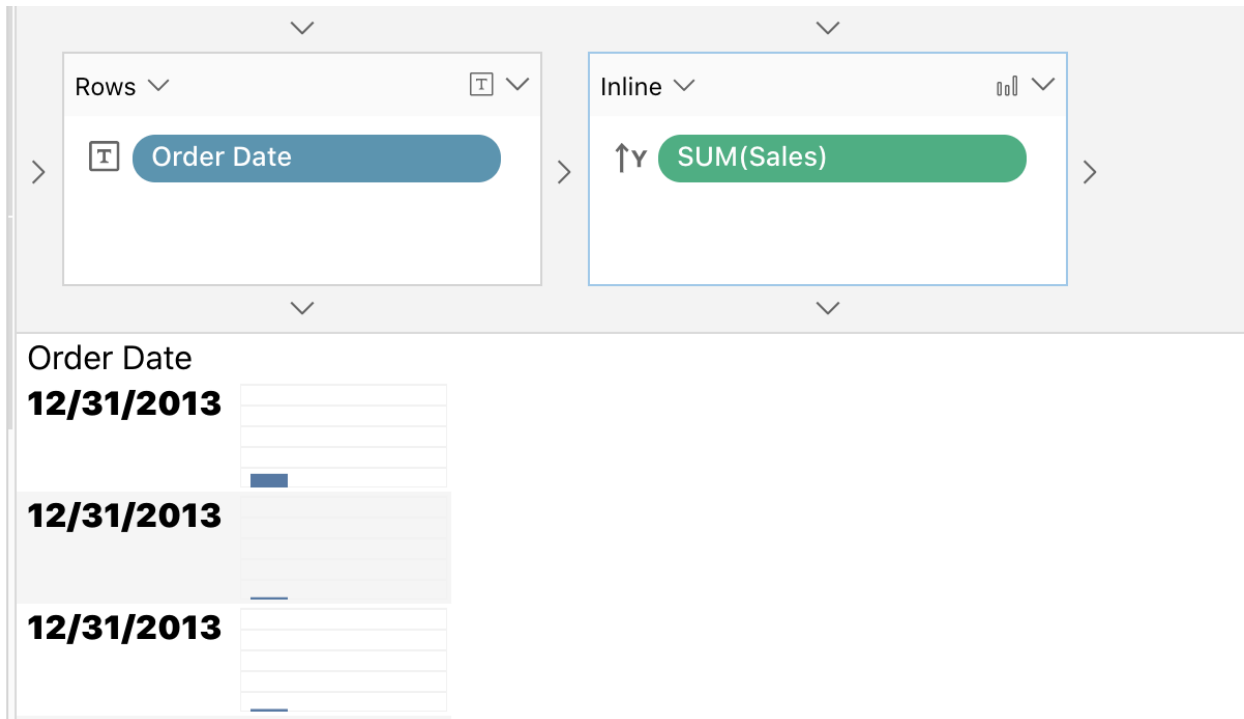 Rows
T
Inline
T Order Date
Y SUM(Sales)
Order Date
12/31/2013
12/31/2013
12/31/2013